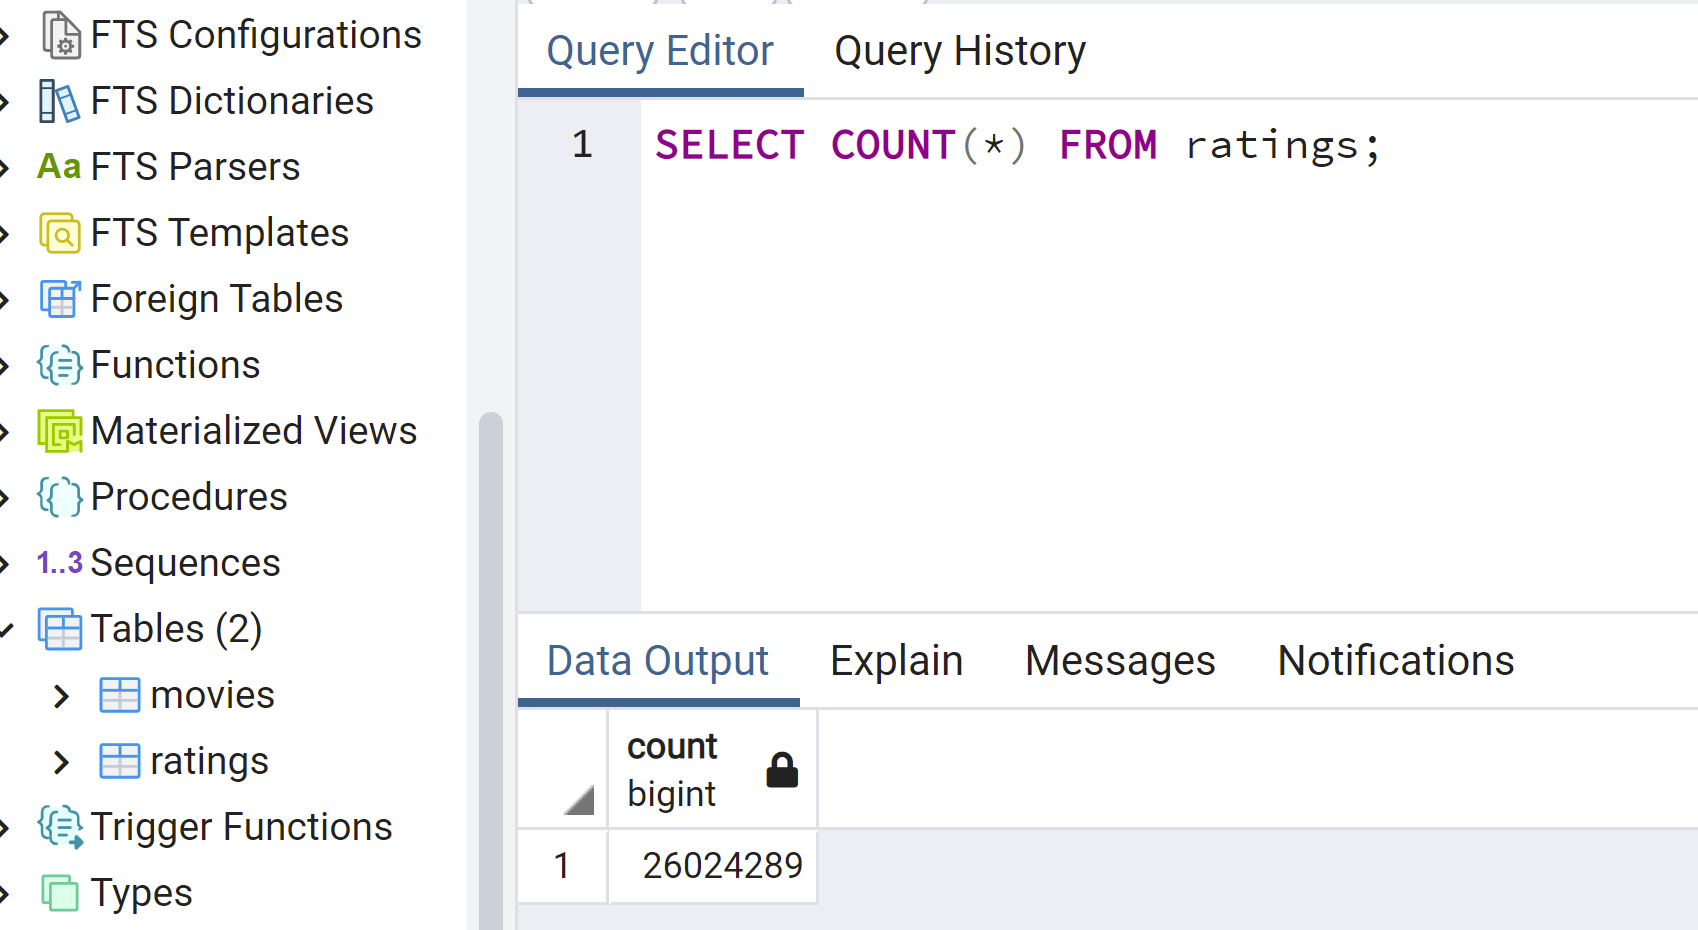 FTS Configurations
FTS Dictionaries
Aa FTS Parsers
FTS Templates
Foreign Tables
Functions
Materialized Views
Procedures
1..3 Sequences
Tables (2)
movies
ratings
Trigger Functions
Types
Query Editor Query History
1 SELECT COUNT(*) FROM ratings;
Data Output Explain Messages Notifications
count
bigint
1 26024289